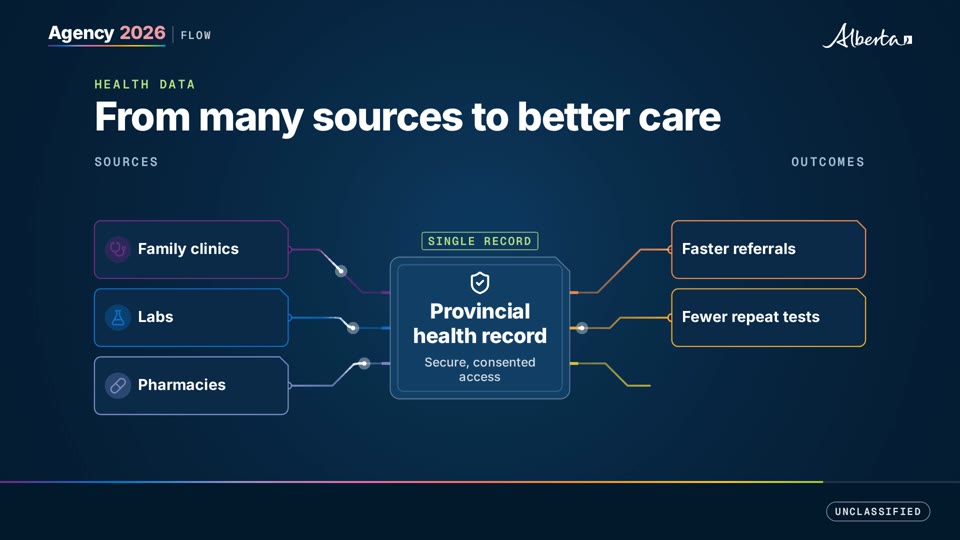 Agency 2026 | FLOW
Alberta
HEALTH DATA
From many sources to better care
SOURCES
OUTCOMES
Family clinics
Labs
Pharmacies
SINGLE RECORD
Provincial
health record
Secure, consented
access
Faster referrals
Fewer repeat tests
UNCLASSIFIED